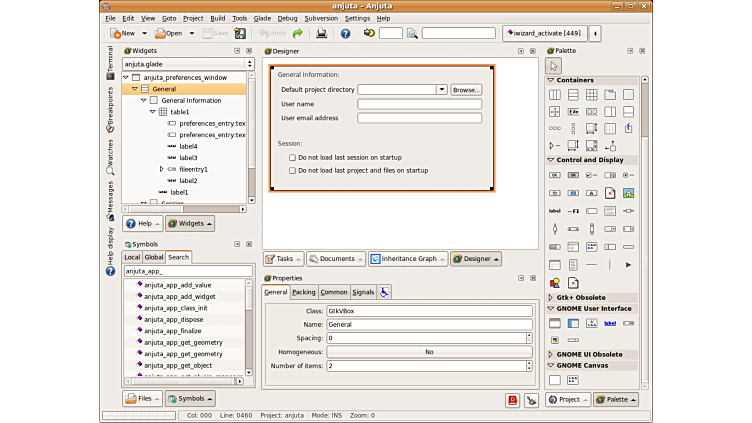 anjuta - Anjuta
File Edit View Goto Project Build Tools Glade Debug Subversion Settings Help
New Open Save Undo iwizard_activate [449]
Terminal
Breakpoints
Watches
Messages
Help display
Widgets
anjuta.glade
anjuta_preferences_window
General
General Information
table1
preferences_entry:tex
preferences_entry:tex
label4
label3
fileentry1
label2
label1
Session
Help Widgets
Symbols
Local Global Search
anjuta_app_
anjuta_app_add_value
anjuta_app_add_widget
anjuta_app_class_init
anjuta_app_dispose
anjuta_app_finalize
anjuta_app_get_geometry
anjuta_app_get_geometry
anjuta_app_get_object
Files Symbols
Designer
General Information:
Default project directory Browse...
User name
User email address
Session:
Do not load last session on startup
Do not load last project and files on startup
Tasks Documents Inheritance Graph Designer
Properties
General Packing Common Signals
Class: GtkVBox
Name: General
Spacing: 0
Homogeneous: No
Number of items: 2
Palette
Containers
Control and Display
label
Gtk+ Obsolete
GNOME User Interface
label
GNOME UI Obsolete
GNOME Canvas
Project Palette
Col: 000 Line: 0460 Project: anjuta Mode: INS Zoom: 0